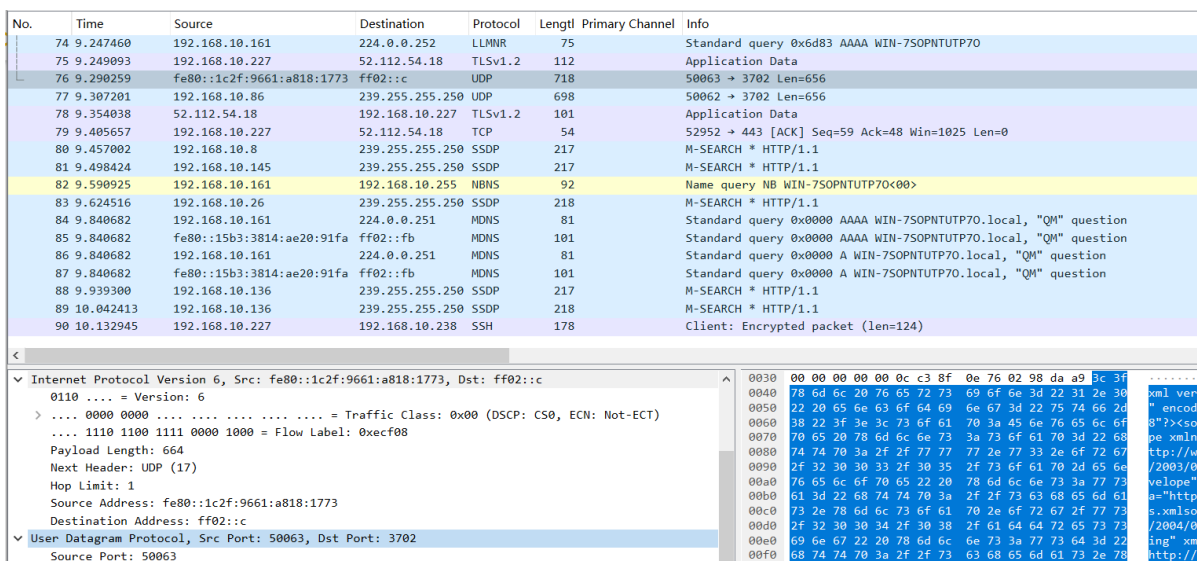 No. Time Source Destination Protocol Lengtl Primary Channel Info
74 9.247460 192.168.10.161 224.0.0.252 LLMNR 75 Standard query 0x6d83 AAAA WIN-7SOPNTUTP7O
75 9.249093 192.168.10.227 52.112.54.18 TLSv1.2 112 Application Data
76 9.290259 fe80::1c2f:9661:a818:1773 ff02::c UDP 718 50063 → 3702 Len=656
77 9.307201 192.168.10.86 239.255.255.250 UDP 698 50062 → 3702 Len=656
78 9.354038 52.112.54.18 192.168.10.227 TLSv1.2 101 Application Data
79 9.405657 192.168.10.227 52.112.54.18 TCP 54 52952 → 443 [ACK] Seq=59 Ack=48 Win=1025 Len=0
80 9.457002 192.168.10.8 239.255.255.250 SSDP 217 M-SEARCH * HTTP/1.1
81 9.498424 192.168.10.145 239.255.255.250 SSDP 217 M-SEARCH * HTTP/1.1
82 9.590925 192.168.10.161 192.168.10.255 NBNS 92 Name query NB WIN-7SOPNTUTP7O<00>
83 9.624516 192.168.10.26 239.255.255.250 SSDP 218 M-SEARCH * HTTP/1.1
84 9.840682 192.168.10.161 224.0.0.251 MDNS 81 Standard query 0x0000 AAAA WIN-7SOPNTUTP7O.local, "QM" question
85 9.840682 fe80::15b3:3814:ae20:91fa ff02::fb MDNS 101 Standard query 0x0000 AAAA WIN-7SOPNTUTP7O.local, "QM" question
86 9.840682 192.168.10.161 224.0.0.251 MDNS 81 Standard query 0x0000 A WIN-7SOPNTUTP7O.local, "QM" question
87 9.840682 fe80::15b3:3814:ae20:91fa ff02::fb MDNS 101 Standard query 0x0000 A WIN-7SOPNTUTP7O.local, "QM" question
88 9.939300 192.168.10.136 239.255.255.250 SSDP 218 M-SEARCH * HTTP/1.1
89 10.042413 192.168.10.136 239.255.255.250 SSDP 218 M-SEARCH * HTTP/1.1
90 10.132945 192.168.10.227 192.168.10.238 SSH 178 Client: Encrypted packet (len=124)
Internet Protocol Version 6, Src: fe80::1c2f:9661:a818:1773, Dst: ff02::c
0110 .... = Version: 6
.... 0000 0000 .... .... .... .... .... = Traffic Class: 0x00 (DSCP: CS0, ECN: Not-ECT)
.... 1110 1100 1111 0000 1000 = Flow Label: 0xecf08
Payload Length: 664
Next Header: UDP (17)
Hop Limit: 1
Source Address: fe80::1c2f:9661:a818:1773
Destination Address: ff02::c
User Datagram Protocol, Src Port: 50063, Dst Port: 3702
Source Port: 50063
0030 00 00 00 00 00 0c c3 8f 0e 76 02 98 da a9 3c 3f ........
0040 78 6d 6c 20 76 65 72 73 69 6f 6e 3d 22 31 2e 30 xml ver
0050 22 20 65 6e 63 6f 64 69 6e 67 3d 22 75 74 66 2d " encod
0060 38 22 3f 3e 3c 73 6f 61 70 3a 45 6e 76 65 6c 6f 8"?><so
0070 70 65 20 78 6d 6c 6e 73 3a 73 6f 61 70 3d 22 68 pe xmln
0080 74 74 70 3a 2f 2f 77 77 77 2e 77 33 2e 6f 72 67 ttp://w
0090 2f 32 30 30 33 2f 30 35 2f 73 6f 61 70 2d 65 6e /2003/0
00a0 76 65 6c 6f 70 65 22 20 78 6d 6c 6e 73 3a 77 73 velope"
00b0 61 3d 22 68 74 74 70 3a 2f 2f 73 63 68 65 6d 61 a="http
00c0 73 2e 78 6d 6c 73 6f 61 70 2e 6f 72 67 2f 77 73 s.xmlso
00d0 2f 32 30 30 34 2f 30 38 2f 61 64 64 72 65 73 73 /2004/0
00e0 69 6e 67 22 20 78 6d 6c 6e 73 3a 77 73 64 3d 22 ing" xm
00f0 68 74 74 70 3a 2f 2f 73 63 68 65 6d 61 73 2e 78 http://